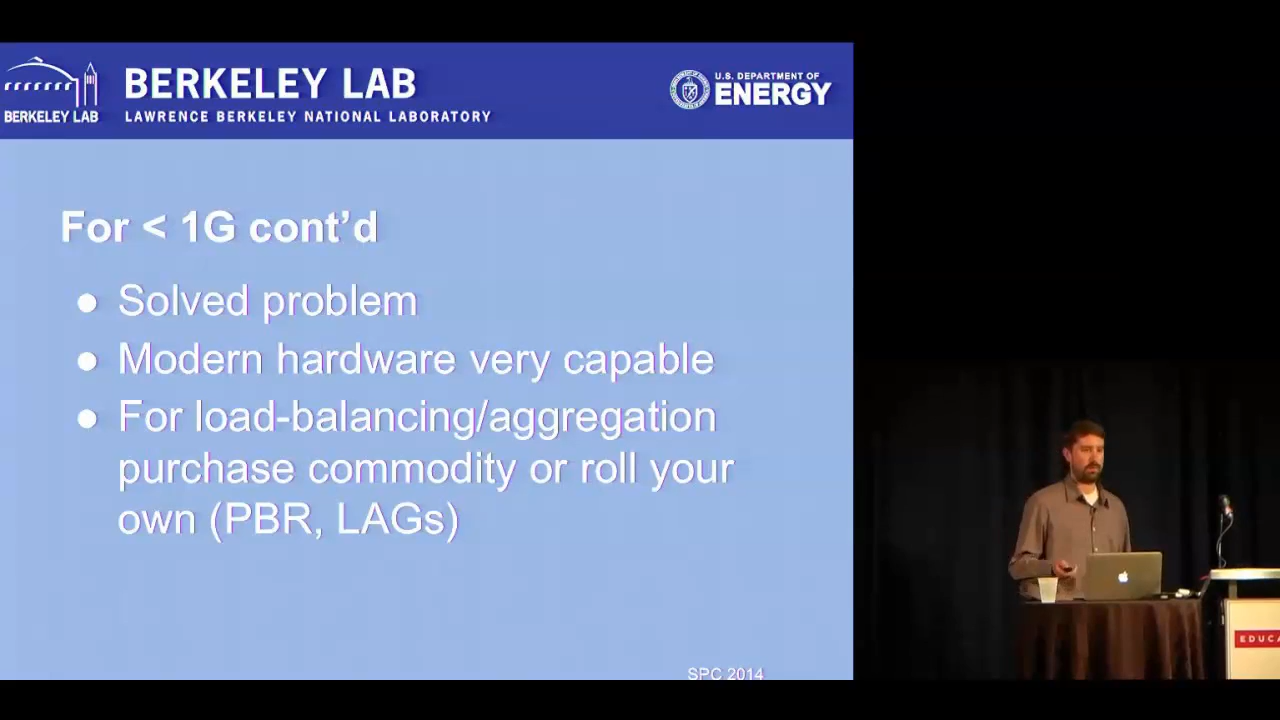 BERKELEY LAB
BERKELEY LAB
LAWRENCE BERKELEY NATIONAL LABORATORY
U.S. DEPARTMENT OF
ENERGY
For < 1G cont’d
● Solved problem
● Modern hardware very capable
● For load-balancing/aggregation
purchase commodity or roll your
own (PBR, LAGs)
SPC 2014
EDUCA